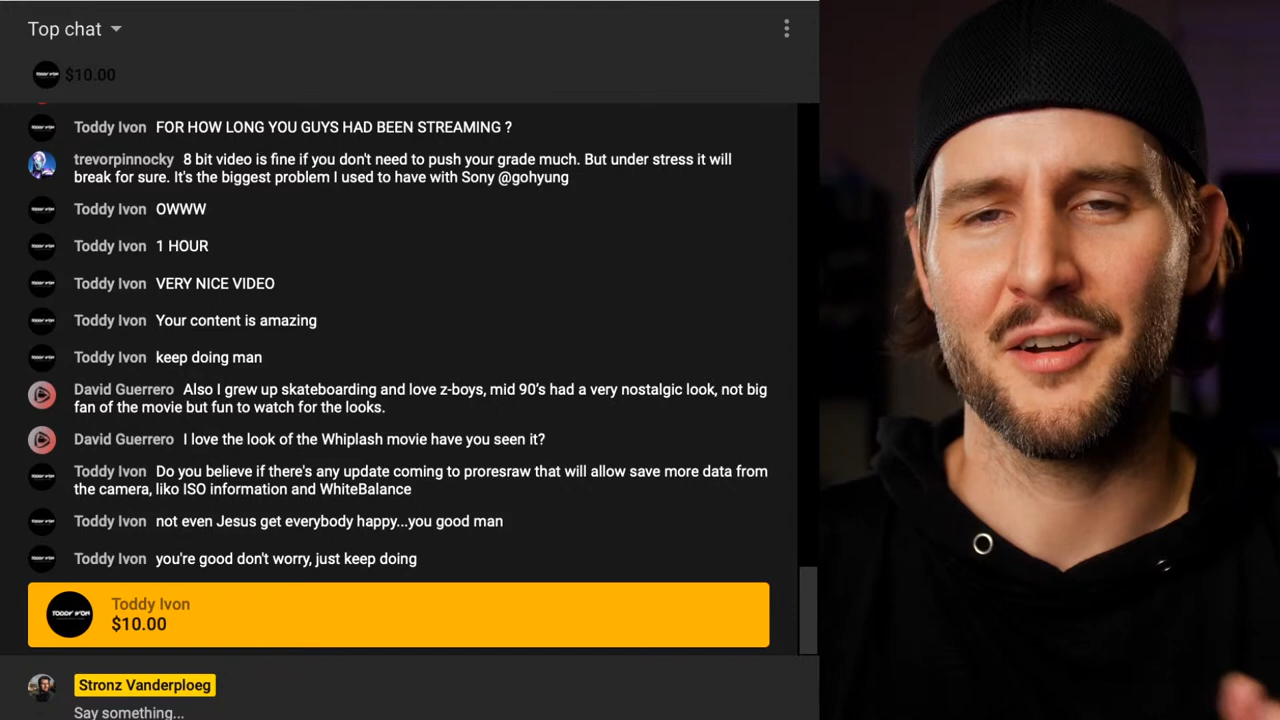 Top chat
TODDY IVON $10.00
Toddy Ivon FOR HOW LONG YOU GUYS HAD BEEN STREAMING ?
trevorpinnocky 8 bit video is fine if you don't need to push your grade much. But under stress it will
break for sure. It's the biggest problem I used to have with Sony @gohyung
Toddy Ivon OWWW
Toddy Ivon 1 HOUR
Toddy Ivon VERY NICE VIDEO
Toddy Ivon Your content is amazing
Toddy Ivon keep doing man
David Guerrero Also I grew up skateboarding and love z-boys, mid 90's had a very nostalgic look, not big
fan of the movie but fun to watch for the looks.
David Guerrero I love the look of the Whiplash movie have you seen it?
Toddy Ivon Do you believe if there's any update coming to proresraw that will allow save more data from
the camera, liko ISO information and WhiteBalance
Toddy Ivon not even Jesus get everybody happy...you good man
Toddy Ivon you're good don't worry, just keep doing
TODDY IVON
Toddy Ivon
$10.00
Stronz Vanderploeg
Say something...